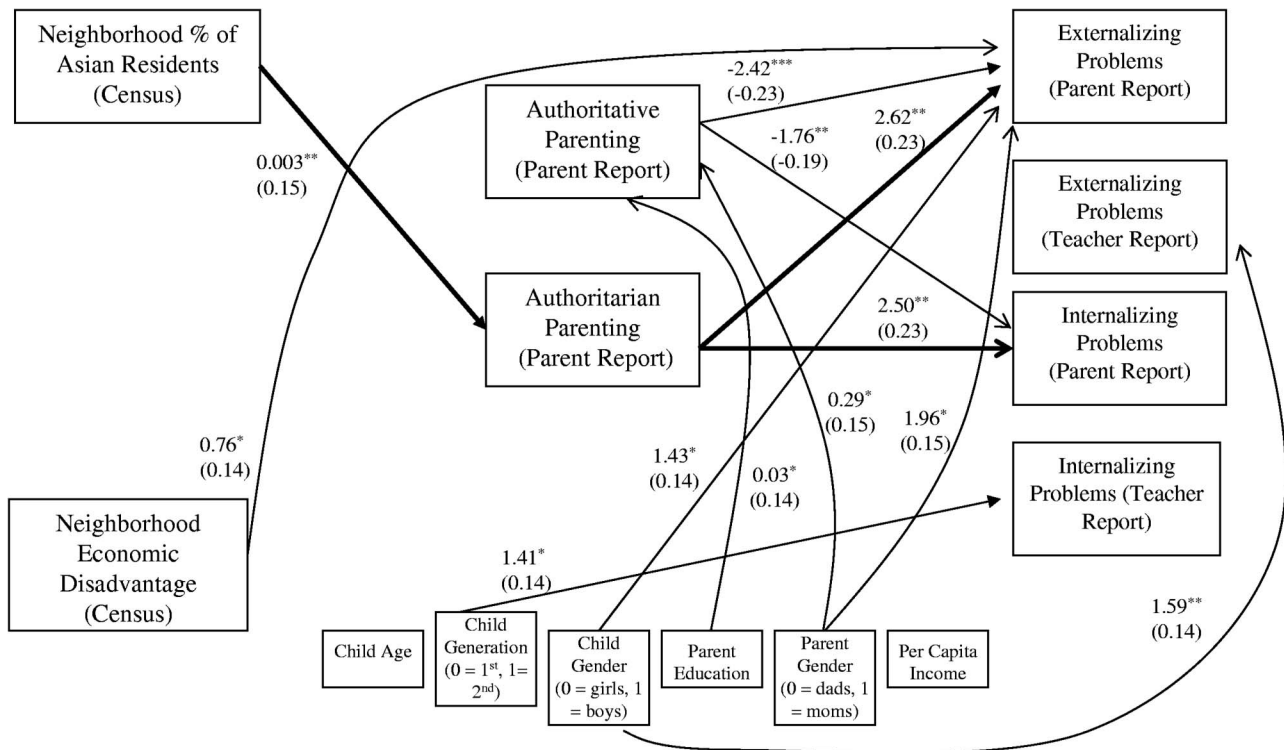 Neighborhood % of
Asian Residents
(Census)
Externalizing
Problems
(Parent Report)
-2.42***
(-0.23)
Authoritative
Parenting
(Parent Report)
2.62**
(0.23)
-1.76**
(-0.19)
0.003**
(0.15)
Externalizing
Problems
(Teacher Report)
Authoritarian
Parenting
(Parent Report)
2.50**
(0.23)
Internalizing
Problems
(Parent Report)
0.76*
(0.14)
1.43*
(0.14)
0.03*
(0.14)
0.29*
(0.15)
1.96*
(0.15)
Internalizing
Problems (Teacher
Report)
Neighborhood
Economic
Disadvantage
(Census)
1.41*
(0.14)
1.59**
(0.14)
Child Age
Child
Generation
(0 = 1st, 1=
2nd)
Child
Gender
(0 = girls, 1
= boys)
Parent
Education
Parent
Gender
(0 = dads, 1
= moms)
Per Capita
Income